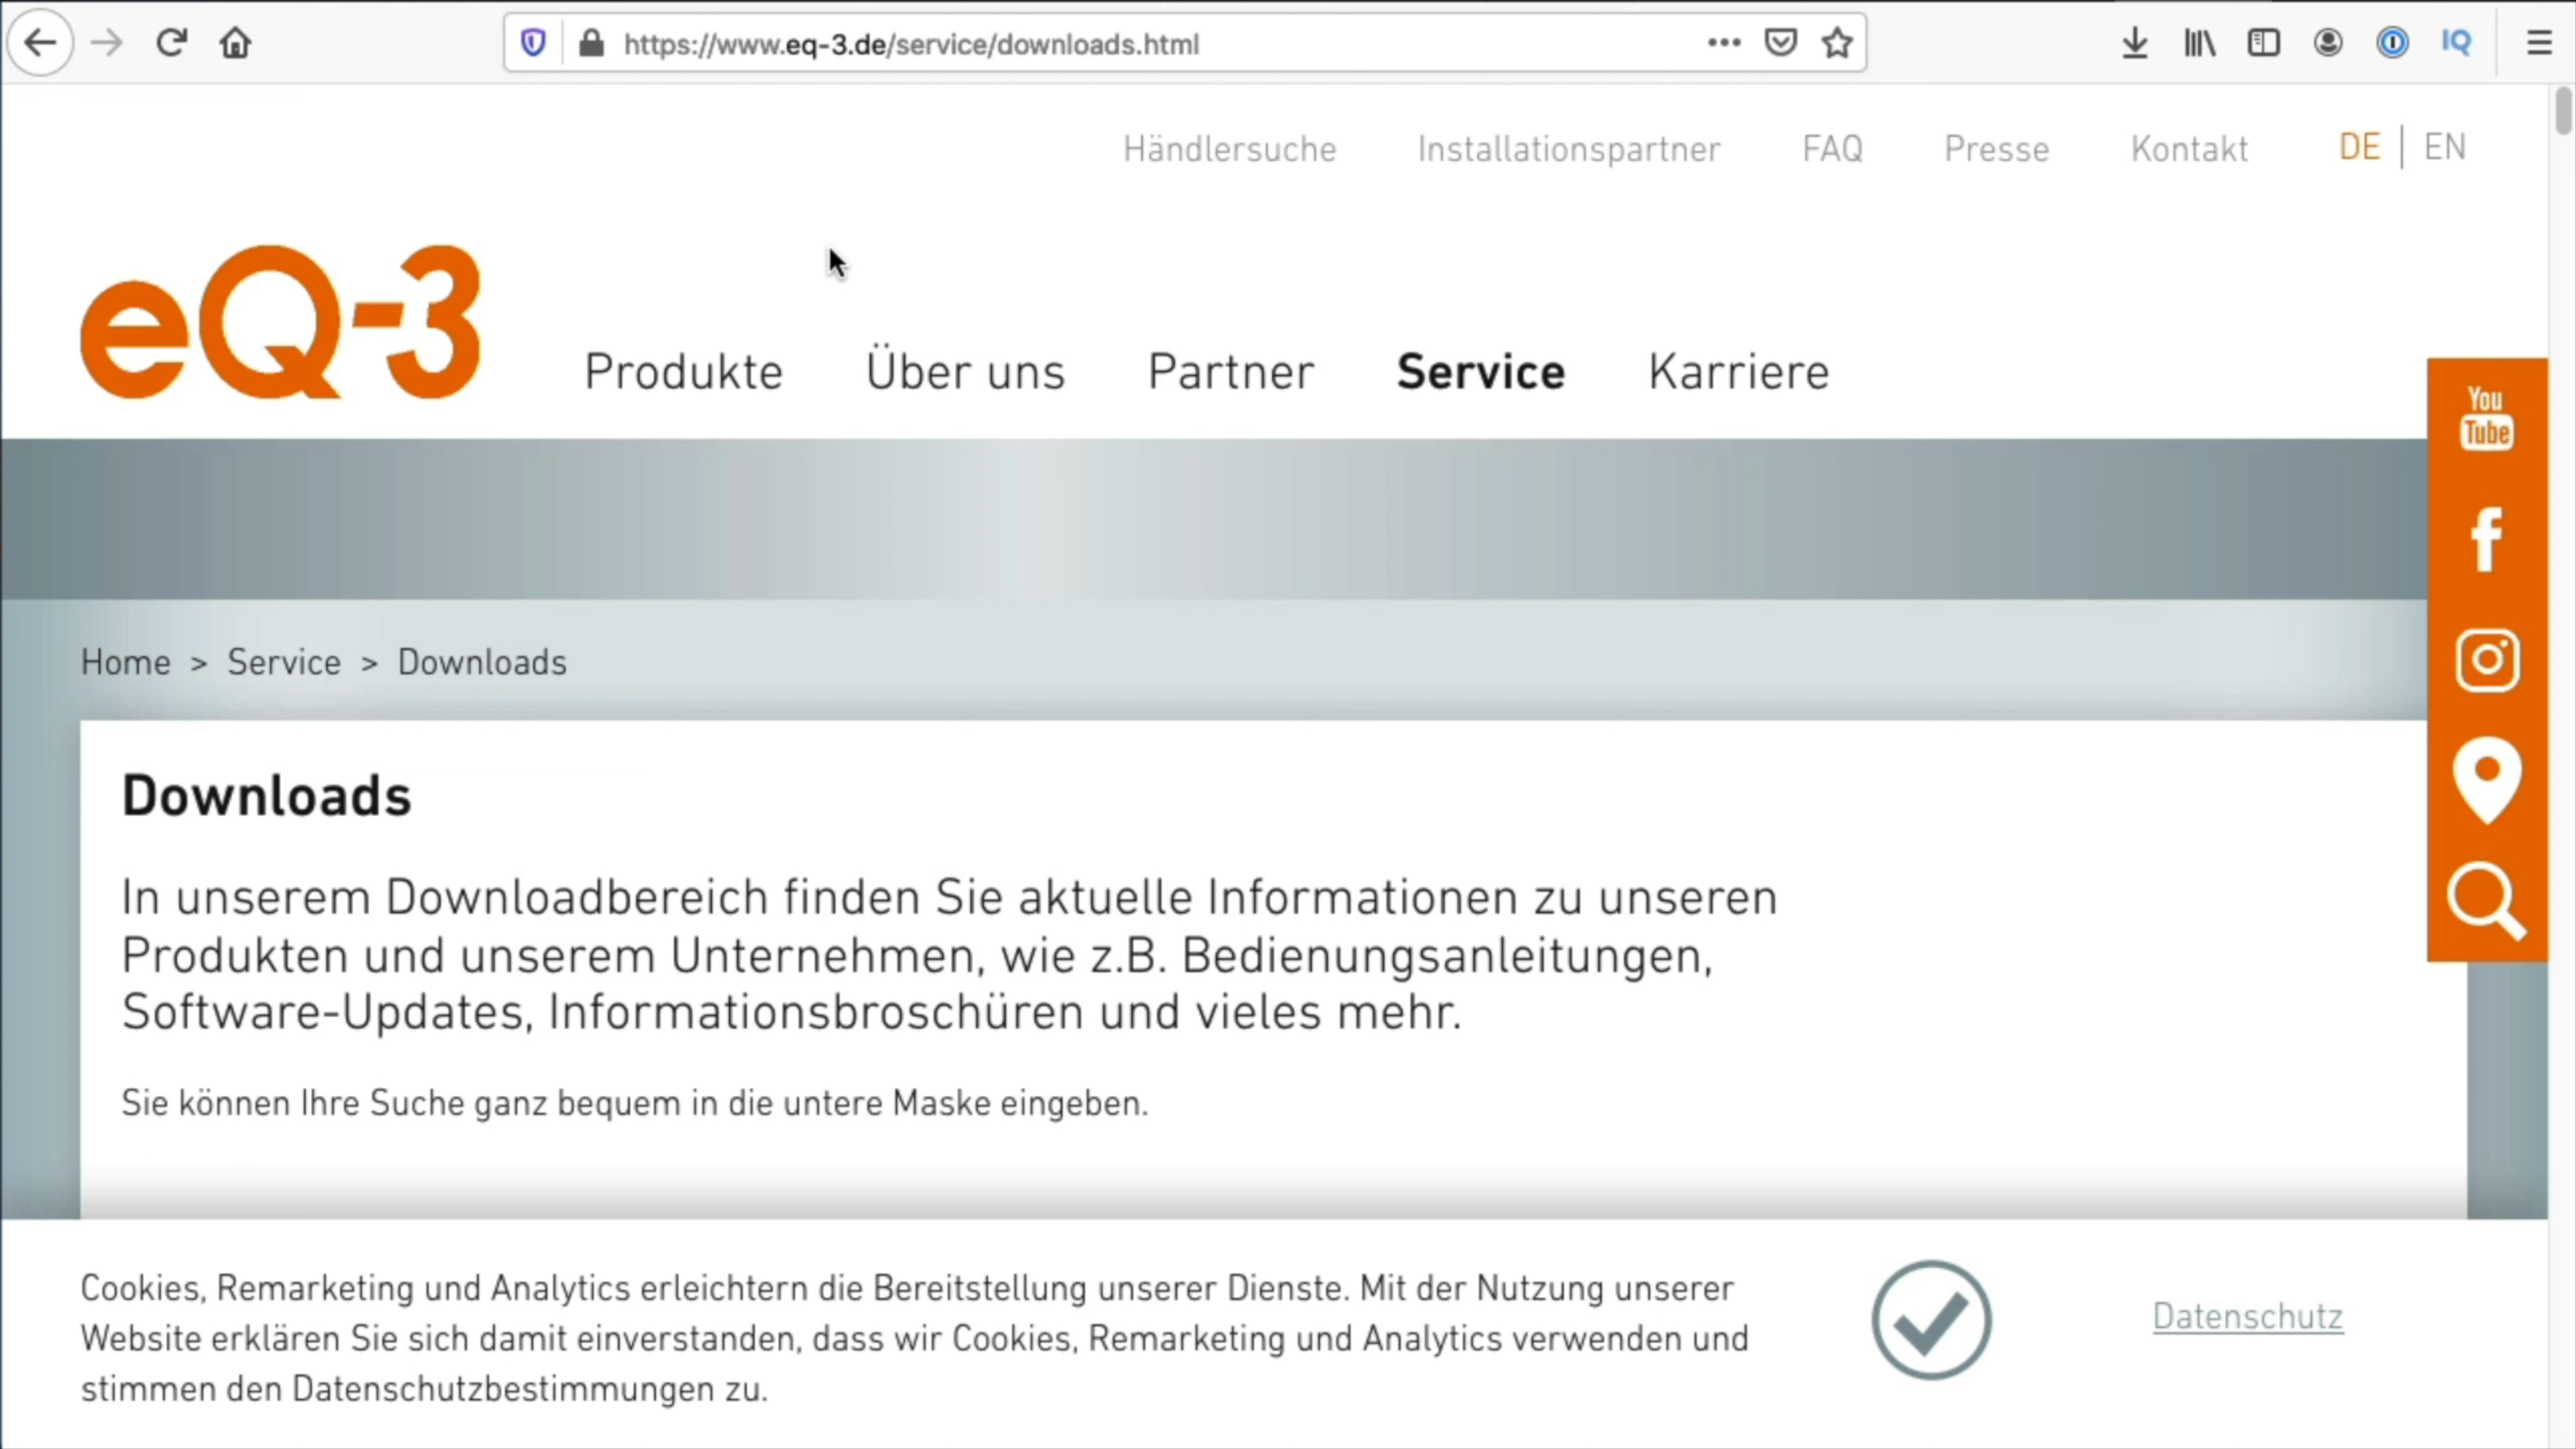 https://www.eq-3.de/service/downloads.html
IQ
Händlersuche Installationspartner FAQ Presse Kontakt DE | EN
eQ-3
Produkte Über uns Partner Service Karriere
You
Tube
Home > Service > Downloads
Downloads
In unserem Downloadbereich finden Sie aktuelle Informationen zu unseren
Produkten und unserem Unternehmen, wie z.B. Bedienungsanleitungen,
Software-Updates, Informationsbroschüren und vieles mehr.
Sie können Ihre Suche ganz bequem in die untere Maske eingeben.
Cookies, Remarketing und Analytics erleichtern die Bereitstellung unserer Dienste. Mit der Nutzung unserer
Website erklären Sie sich damit einverstanden, dass wir Cookies, Remarketing und Analytics verwenden und
stimmen den Datenschutzbestimmungen zu.
Datenschutz